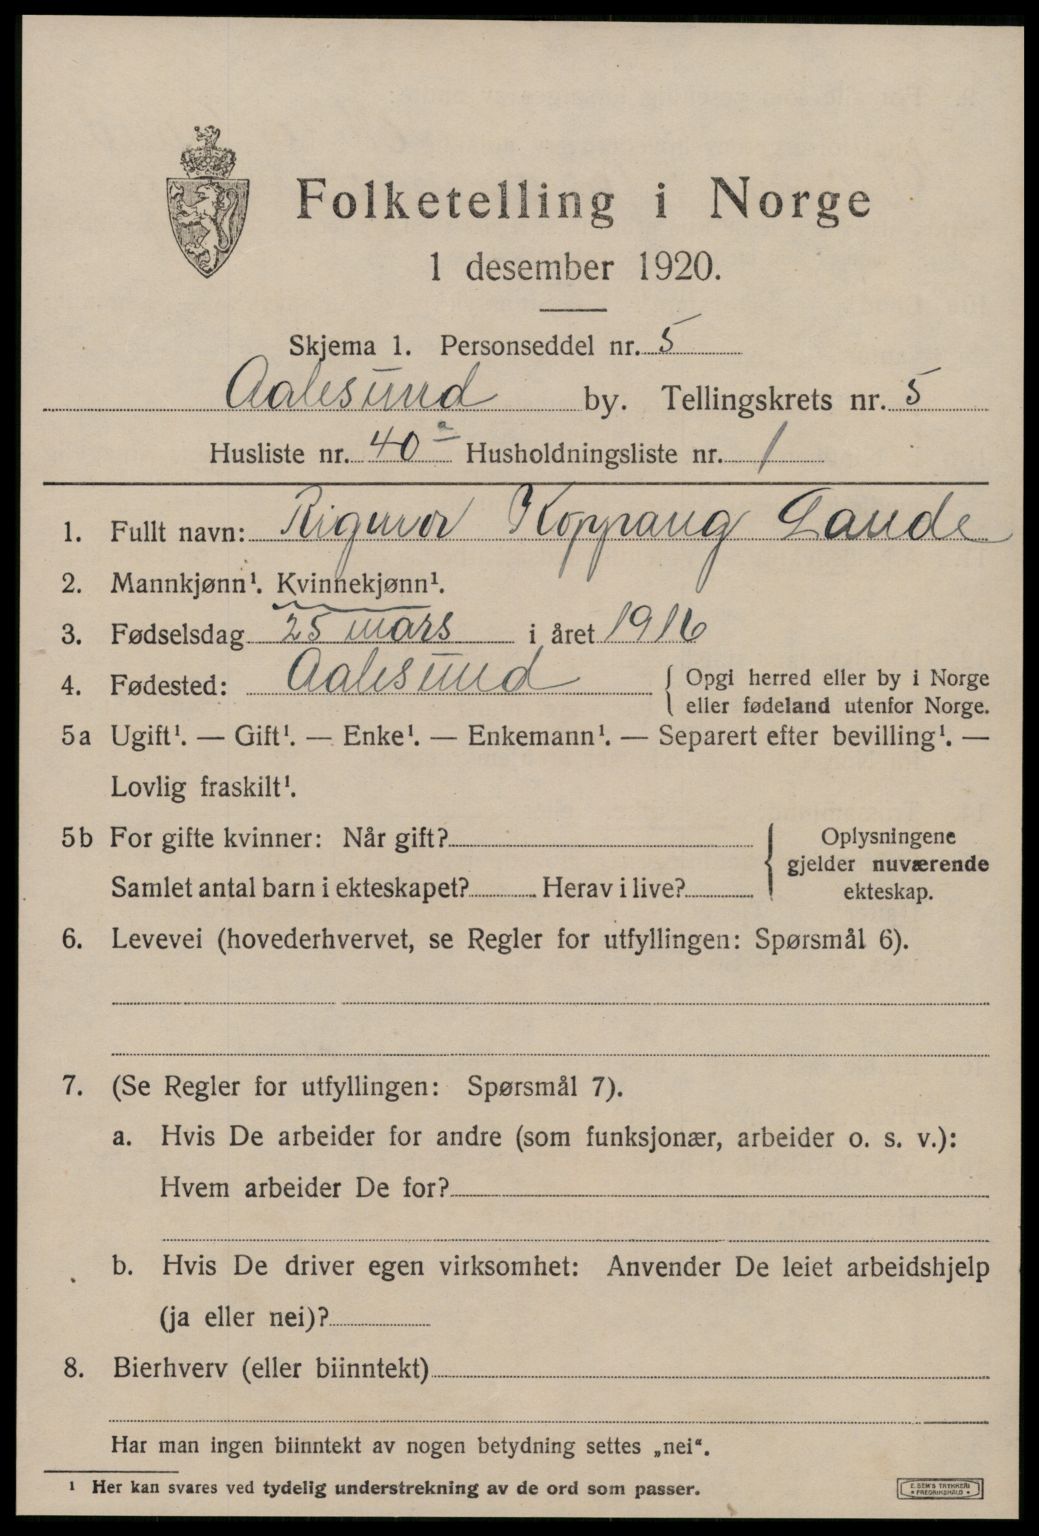 Folketelling i Norge
1 desember 1920.
Skjema 1. Personseddel nr. 5
Aalesund by. Tellingskrets nr. 5
Husliste nr. 40a Husholdningsliste nr. 1
1. Fullt navn: Rigmor Koppang Lande
2. Mannkjønn¹. Kvinnekjønn¹.
3. Fødselsdag 25 mars i året 1916
4. Fødested: Aalesund { Opgi herred eller by i Norge
eller fødeland utenfor Norge.
5a Ugift¹. — Gift¹. — Enke¹. — Enkemann¹. — Separert efter bevilling¹. —
Lovlig fraskilt¹.
5b For gifte kvinner: Når gift?
Samlet antal barn i ekteskapet? Herav i live?
{ Oplysningene
gjelder nuværende
ekteskap.
6. Levevei (hovederhvervet, se Regler for utfyllingen: Spørsmål 6).
7. (Se Regler for utfyllingen: Spørsmål 7).
a. Hvis De arbeider for andre (som funksjonær, arbeider o. s. v.):
Hvem arbeider De for?
b. Hvis De driver egen virksomhet: Anvender De leiet arbeidshjelp
(ja eller nei)?
8. Bierhverv (eller biinntekt)
Har man ingen biinntekt av nogen betydning settes „nei“.
¹ Her kan svares ved tydelig understrekning av de ord som passer.
E. SEM'S TRYKKERI
• FREDRIKSHALD •